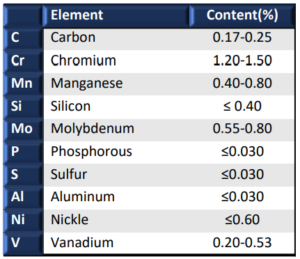 Element Content(%)
C Carbon 0.17-0.25
Cr Chromium 1.20-1.50
Mn Manganese 0.40-0.80
Si Silicon ≤ 0.40
Mo Molybdenum 0.55-0.80
P Phosphorous ≤0.030
S Sulfur ≤0.030
Al Aluminum ≤0.030
Ni Nickle ≤0.60
V Vanadium 0.20-0.53